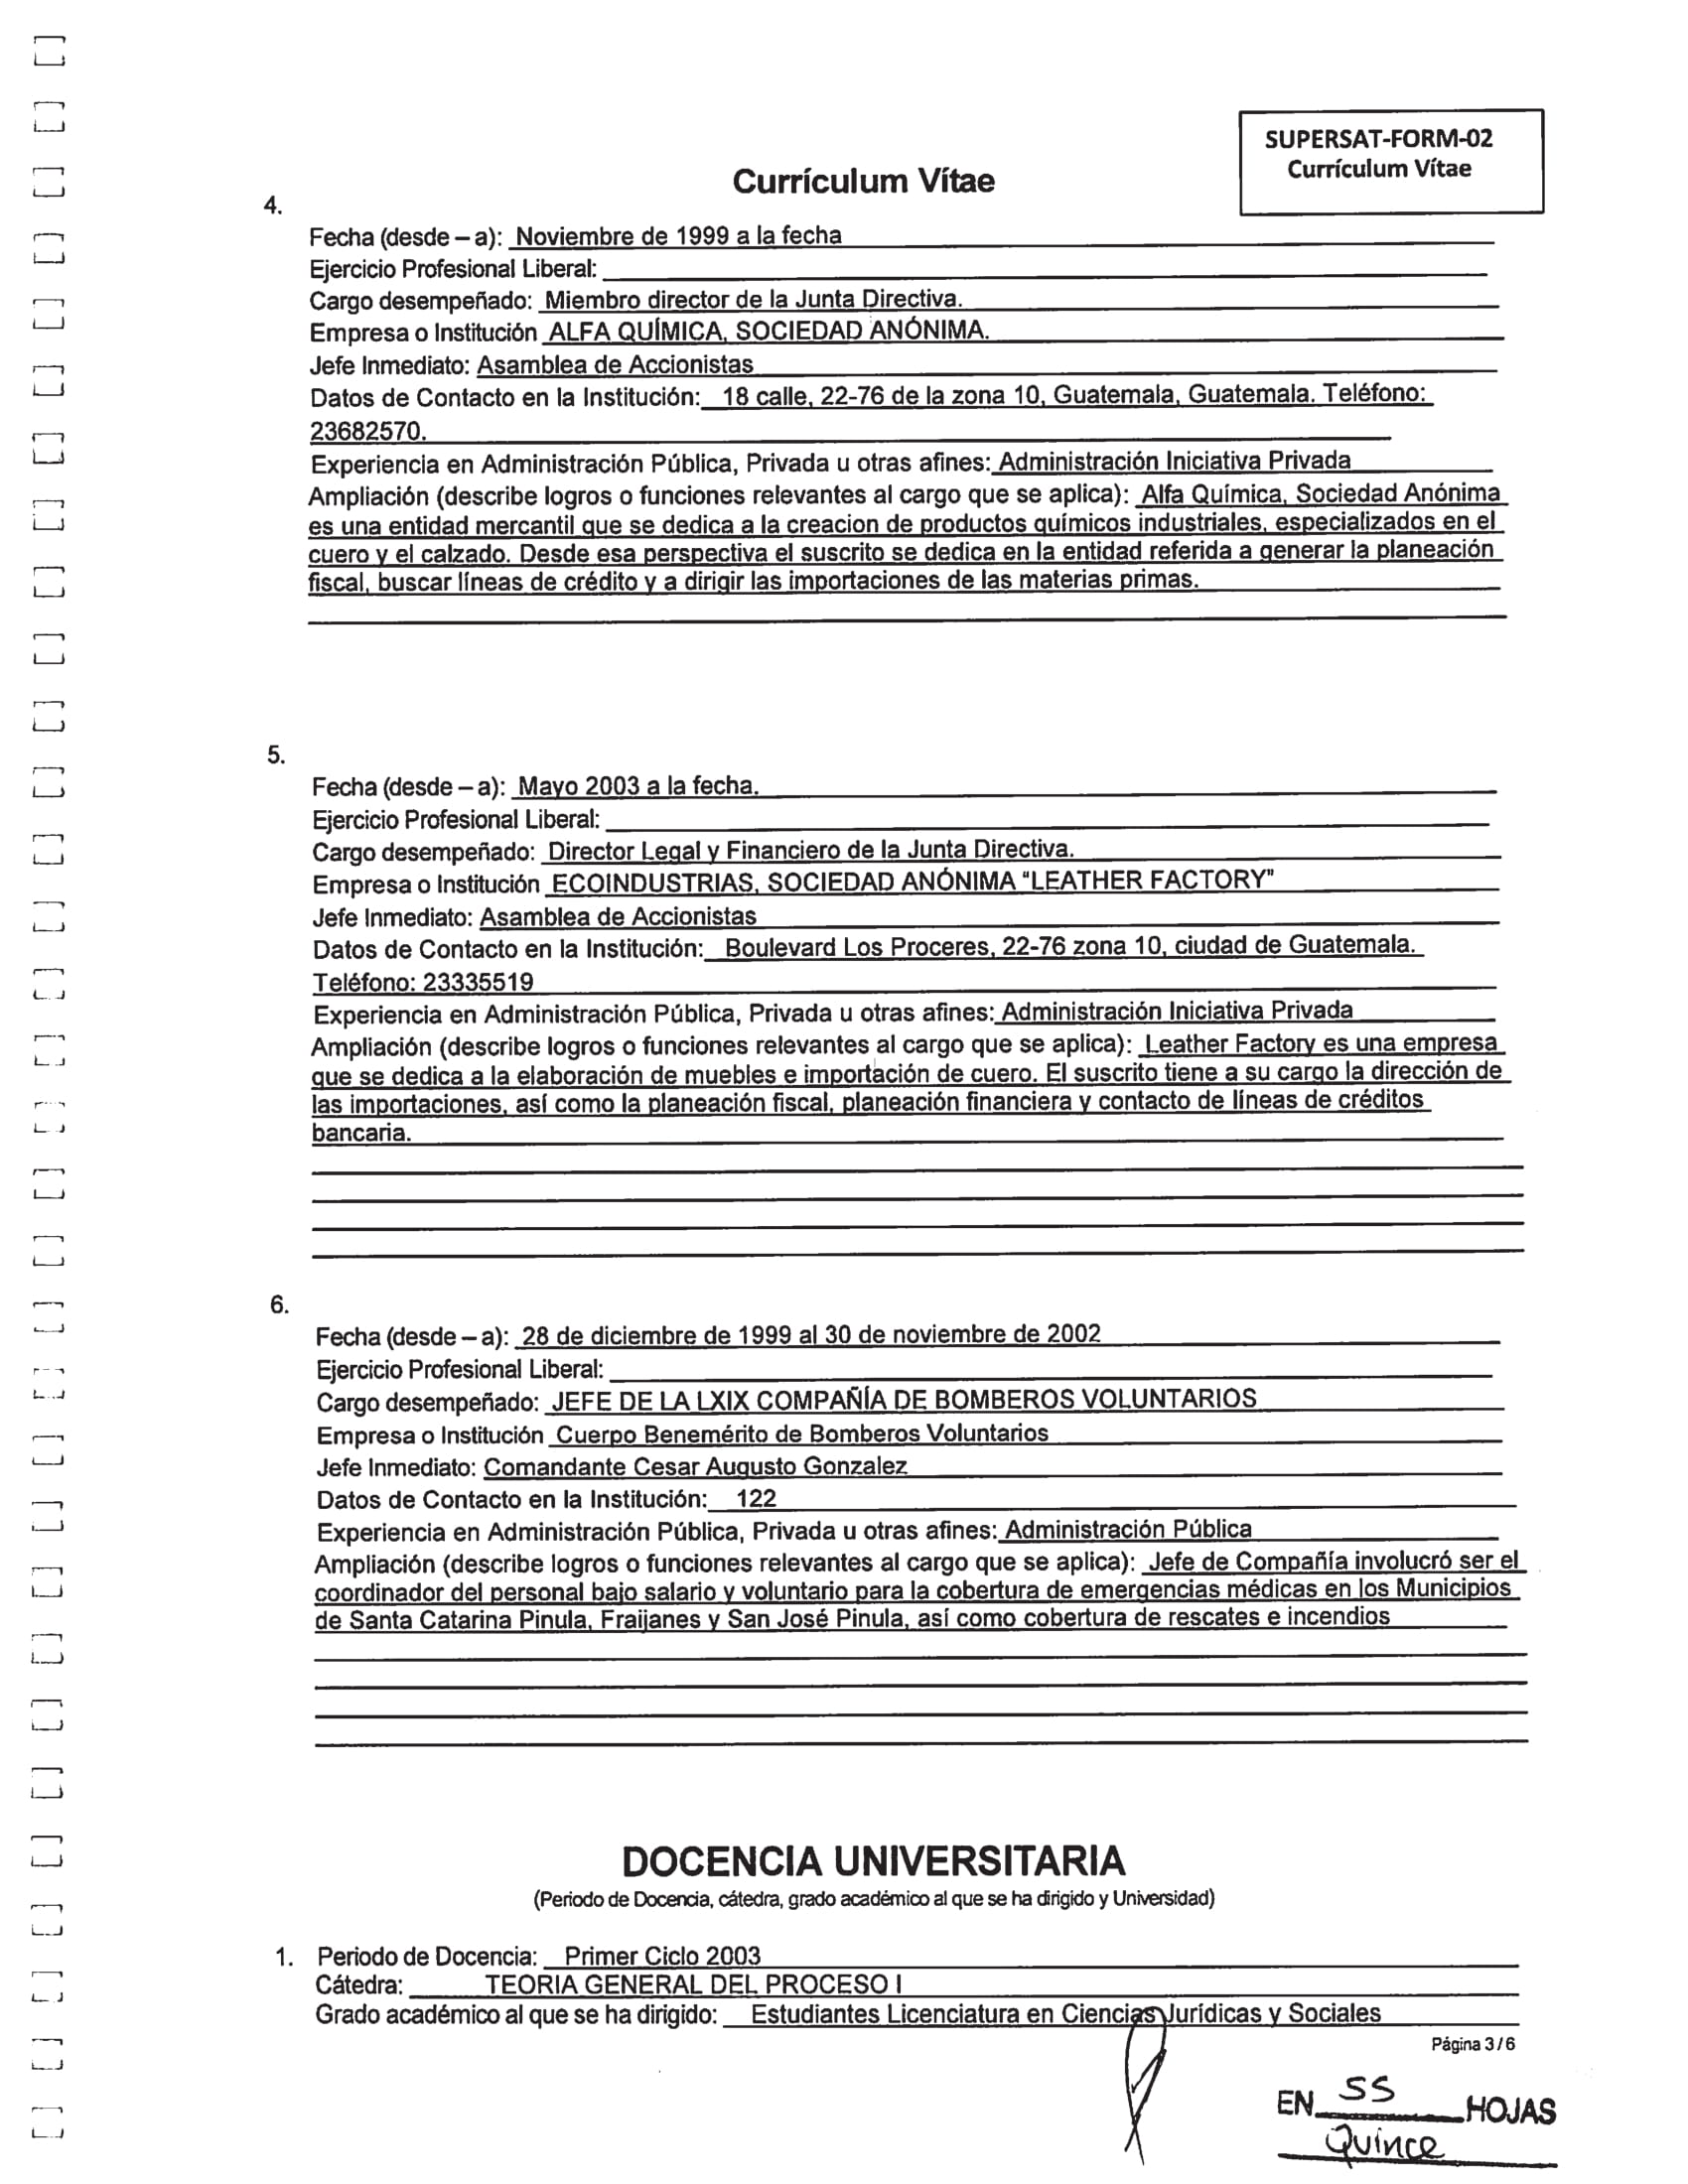 SUPERSAT-FORM-02
Currículum Vítae
Currículum Vítae
4.
Fecha (desde – a): Noviembre de 1999 a la fecha
Ejercicio Profesional Liberal:
Cargo desempeñado: Miembro director de la Junta Directiva.
Empresa o Institución ALFA QUÍMICA, SOCIEDAD ANÓNIMA.
Jefe Inmediato: Asamblea de Accionistas
Datos de Contacto en la Institución: 18 calle, 22-76 de la zona 10, Guatemala, Guatemala. Teléfono:
23682570.
Experiencia en Administración Pública, Privada u otras afines: Administración Iniciativa Privada
Ampliación (describe logros o funciones relevantes al cargo que se aplica): Alfa Química, Sociedad Anónima
es una entidad mercantil que se dedica a la creacion de productos químicos industriales, especializados en el
cuero y el calzado. Desde esa perspectiva el suscrito se dedica en la entidad referida a generar la planeación
fiscal, buscar líneas de crédito y a dirigir las importaciones de las materias primas.
5.
Fecha (desde – a): Mayo 2003 a la fecha.
Ejercicio Profesional Liberal:
Cargo desempeñado: Director Legal y Financiero de la Junta Directiva.
Empresa o Institución ECOINDUSTRIAS, SOCIEDAD ANÓNIMA "LEATHER FACTORY"
Jefe Inmediato: Asamblea de Accionistas
Datos de Contacto en la Institución: Boulevard Los Proceres, 22-76 zona 10, ciudad de Guatemala.
Teléfono: 23335519
Experiencia en Administración Pública, Privada u otras afines: Administración Iniciativa Privada
Ampliación (describe logros o funciones relevantes al cargo que se aplica): Leather Factory es una empresa
que se dedica a la elaboración de muebles e importación de cuero. El suscrito tiene a su cargo la dirección de
las importaciones, así como la planeación fiscal, planeación financiera y contacto de líneas de créditos
bancaria.
6.
Fecha (desde – a): 28 de diciembre de 1999 al 30 de noviembre de 2002
Ejercicio Profesional Liberal:
Cargo desempeñado: JEFE DE LA LXIX COMPAÑÍA DE BOMBEROS VOLUNTARIOS
Empresa o Institución Cuerpo Benemérito de Bomberos Voluntarios
Jefe Inmediato: Comandante Cesar Augusto Gonzalez
Datos de Contacto en la Institución: 122
Experiencia en Administración Pública, Privada u otras afines: Administración Pública
Ampliación (describe logros o funciones relevantes al cargo que se aplica): Jefe de Compañía involucró ser el
coordinador del personal bajo salario y voluntario para la cobertura de emergencias médicas en los Municipios
de Santa Catarina Pinula, Fraijanes y San José Pinula, así como cobertura de rescates e incendios
DOCENCIA UNIVERSITARIA
(Periodo de Docencia, cátedra, grado académico al que se ha dirigido y Universidad)
1. Periodo de Docencia: Primer Ciclo 2003
Cátedra: TEORIA GENERAL DEL PROCESO I
Grado académico al que se ha dirigido: Estudiantes Licenciatura en Ciencias Jurídicas y Sociales
Página 3 / 6
EN SS HOJAS
Quince